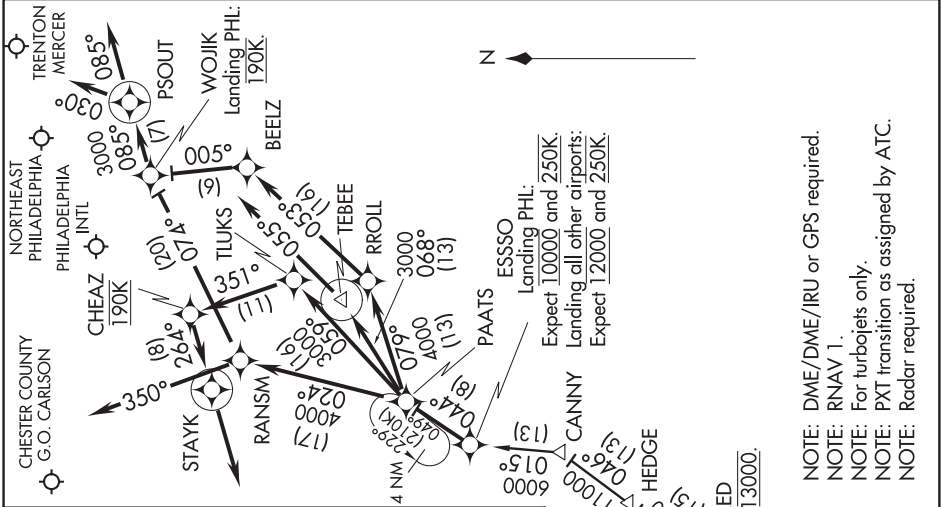 CHESTER COUNTY
G.O. CARLSON
NORTHEAST
PHILADELPHIA
PHILADELPHIA
INTL
TRENTON
MERCER
CHEAZ
190K
350°
STAYK
(8)
264°
RANSM
351°
(11)
TLUKS
(20)
074°
3000
085°
(7)
030°
085°
PSOUT
WOJIK
Landing PHL:
190K.
005°
(9)
BEELZ
053°
(16)
055°
TEBEE
RROLL
3000
068°
(13)
(16)
3000
059°
079°
4000
(13)
(17)
4000
024°
PAATS
4 NM
229°
(210K)
049°
(8)
044°
ESSSO
Landing PHL:
Expect 10000 and 250K.
Landing all other airports:
Expect 12000 and 250K.
N
6000
015°
(13)
CANNY
11000
046°
(13)
HEDGE
(15)
13000.
NOTE: DME/DME/IRU or GPS required.
NOTE: RNAV 1.
NOTE: For turbojets only.
NOTE: PXT transition as assigned by ATC.
NOTE: Radar required.